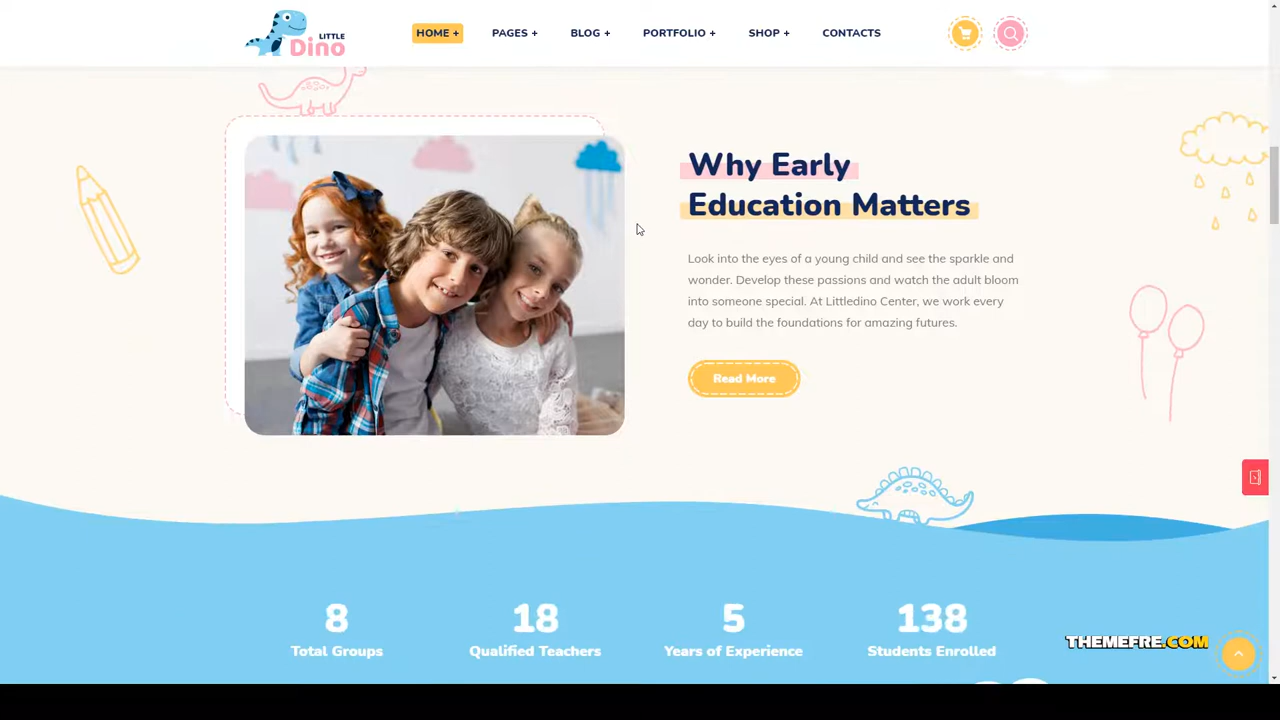 LITTLE
Dino
HOME +
PAGES +
BLOG +
PORTFOLIO +
SHOP +
CONTACTS
Why Early
Education Matters
Look into the eyes of a young child and see the sparkle and
wonder. Develop these passions and watch the adult bloom
into someone special. At Littledino Center, we work every
day to build the foundations for amazing futures.
Read More
8
Total Groups
18
Qualified Teachers
5
Years of Experience
138
Students Enrolled
THEMEFRE.COM